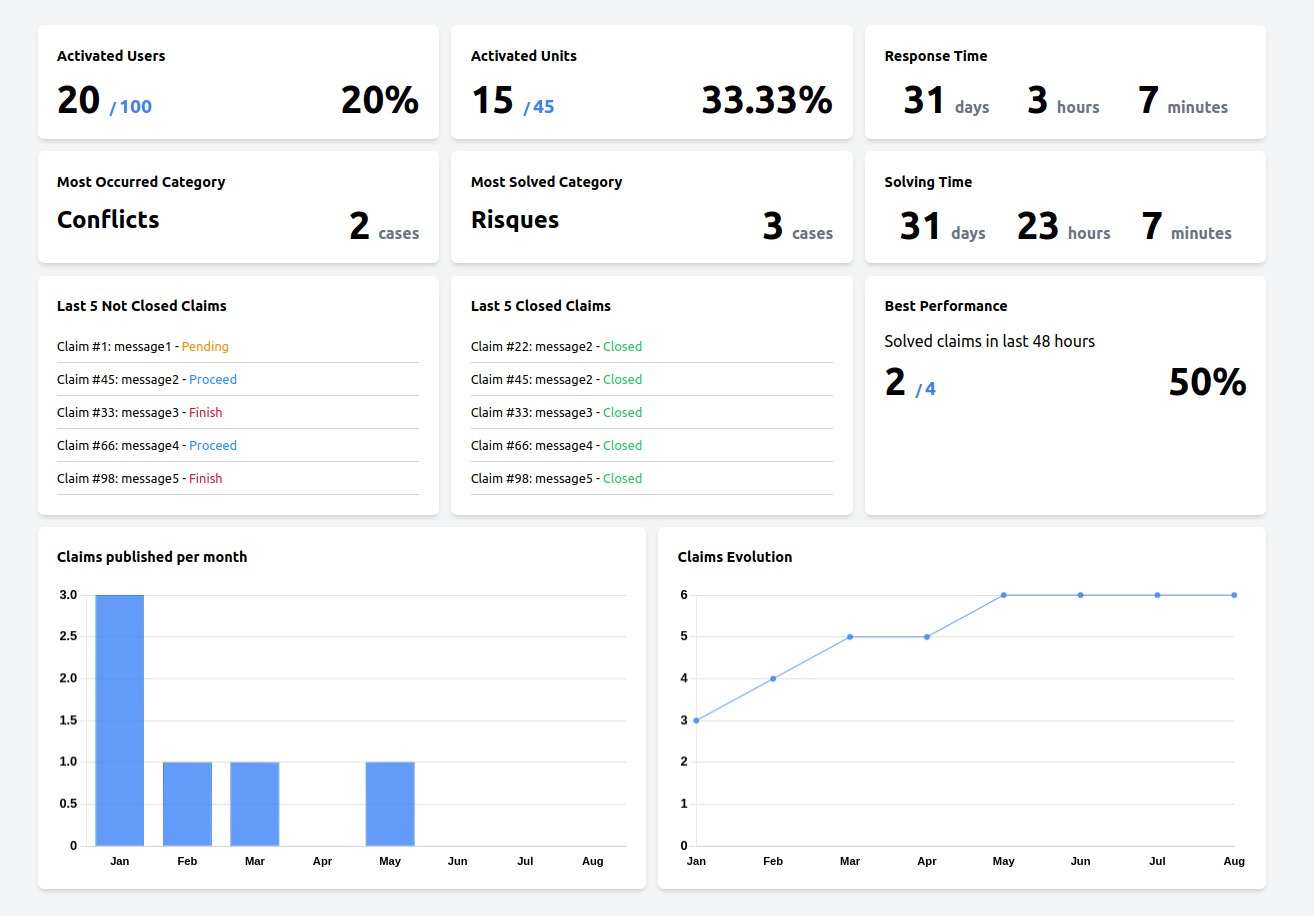 Activated Users
20 / 100 20%
Activated Units
15 / 45 33.33%
Response Time
31 days 3 hours 7 minutes
Most Occurred Category
Conflicts 2 cases
Most Solved Category
Risques 3 cases
Solving Time
31 days 23 hours 7 minutes
Last 5 Not Closed Claims
Claim #1: message1 - Pending
Claim #45: message2 - Proceed
Claim #33: message3 - Finish
Claim #66: message4 - Proceed
Claim #98: message5 - Finish
Last 5 Closed Claims
Claim #22: message2 - Closed
Claim #45: message2 - Closed
Claim #33: message3 - Closed
Claim #66: message4 - Closed
Claim #98: message5 - Closed
Best Performance
Solved claims in last 48 hours
2 / 4 50%
Claims published per month
3.0
2.5
2.0
1.5
1.0
0.5
0
Jan Feb Mar Apr May Jun Jul Aug
Claims Evolution
6
5
4
3
2
1
0
Jan Feb Mar Apr May Jun Jul Aug